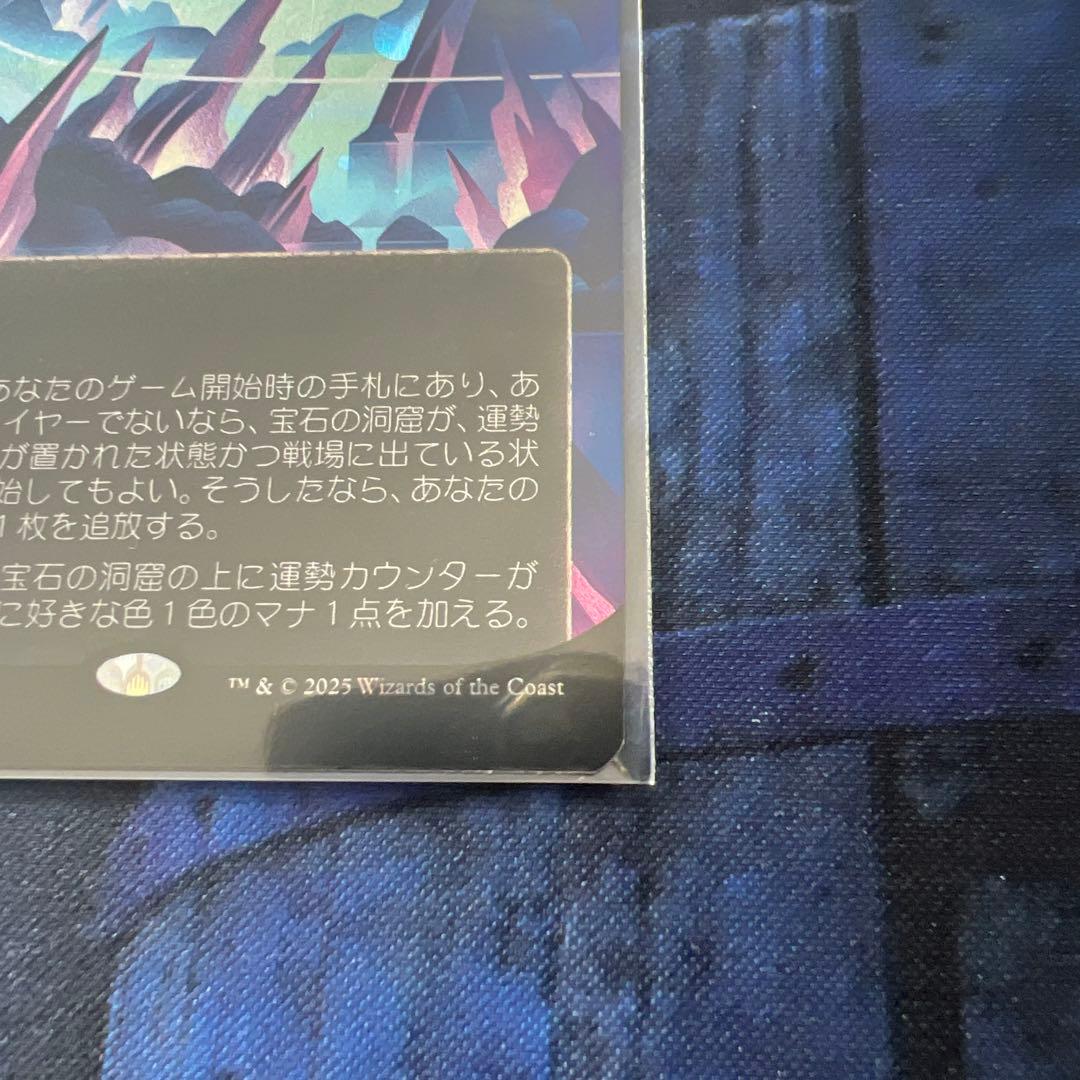 あなたのゲーム開始時の手札にあり、あ
イヤーでないなら、宝石の洞窟が、運勢
が置かれた状態かつ戦場に出ている状
始してもよい。そうしたなら、あなたの
1枚を追放する。
宝石の洞窟の上に運勢カウンターが
に好きな色1色のマナ1点を加える。
™ & © 2025 Wizards of the Coast